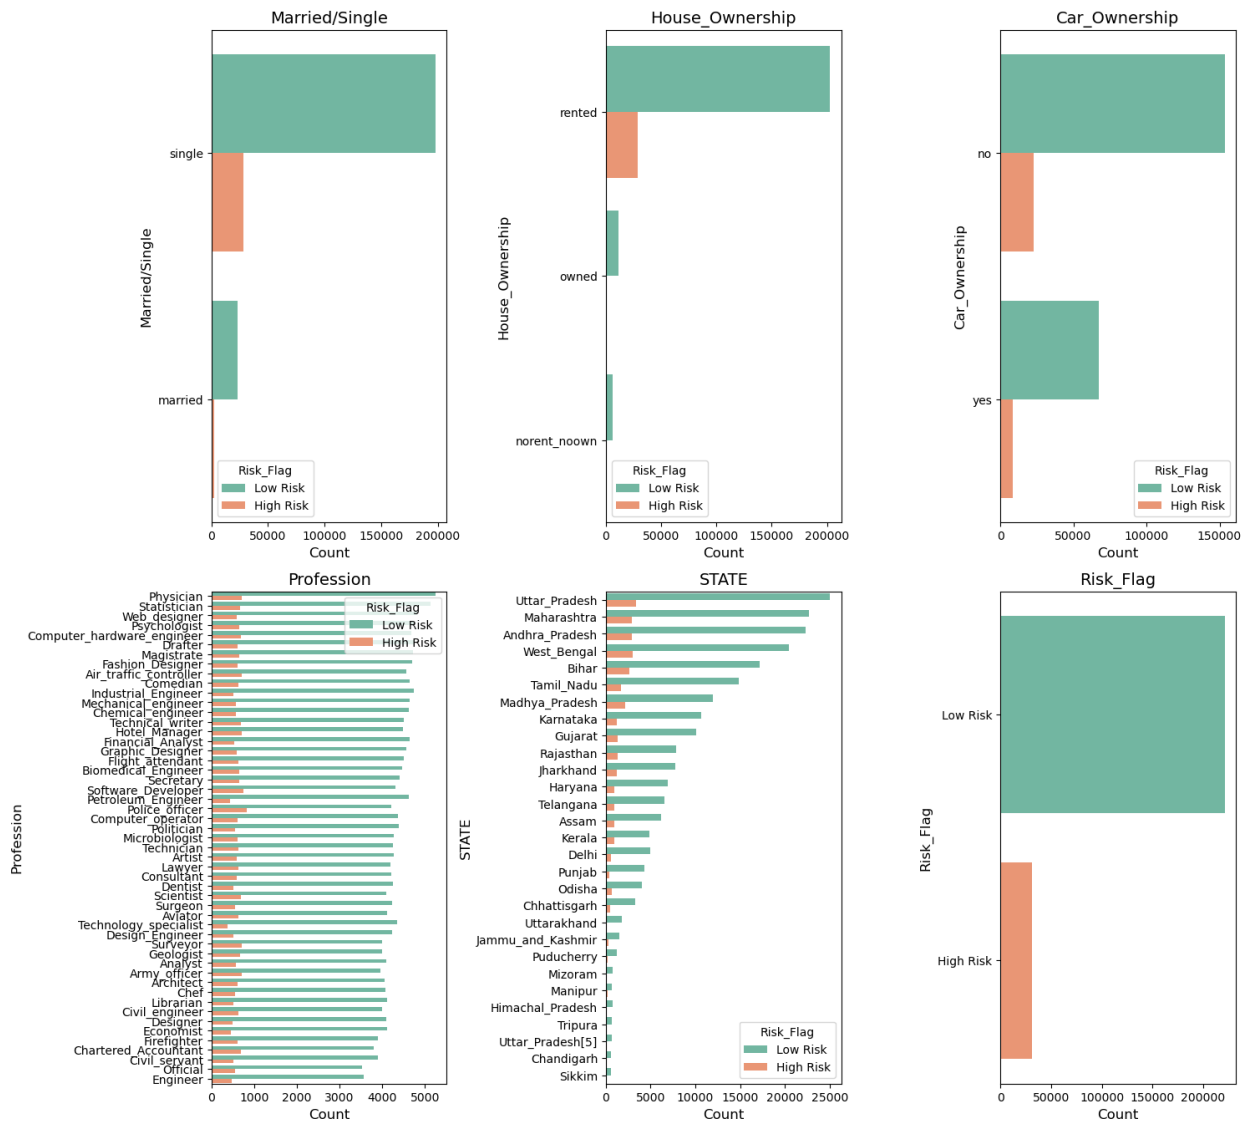 Married/Single
Married/Single
single
married
Risk_Flag
Low Risk
High Risk
0 50000 100000 150000 200000
Count
House_Ownership
House_Ownership
rented
owned
norent_noown
Risk_Flag
Low Risk
High Risk
0 50000 100000 150000 200000
Count
Car_Ownership
Car_Ownership
no
yes
Risk_Flag
Low Risk
High Risk
0 50000 100000 150000
Count
Profession
Profession
Physician
Statistician
Web_designer
Psychologist
Computer_hardware_engineer
Drafter
Magistrate
Fashion_Designer
Air_traffic_controller
Comedian
Industrial_Engineer
Mechanical_engineer
Chemical_engineer
Technical_writer
Hotel_Manager
Financial_Analyst
Graphic_Designer
Flight_attendant
Biomedical_Engineer
Secretary
Software_Developer
Petroleum_Engineer
Police_officer
Computer_operator
Politician
Microbiologist
Technician
Artist
Lawyer
Consultant
Dentist
Scientist
Surgeon
Aviator
Technology_specialist
Design_Engineer
Surveyor
Geologist
Analyst
Army_officer
Architect
Chef
Librarian
Civil_engineer
Designer
Economist
Firefighter
Chartered_Accountant
Civil_servant
Official
Engineer
Risk_Flag
Low Risk
High Risk
0 1000 2000 3000 4000 5000
Count
STATE
STATE
Uttar_Pradesh
Maharashtra
Andhra_Pradesh
West_Bengal
Bihar
Tamil_Nadu
Madhya_Pradesh
Karnataka
Gujarat
Rajasthan
Jharkhand
Haryana
Telangana
Assam
Kerala
Delhi
Punjab
Odisha
Chhattisgarh
Uttarakhand
Jammu_and_Kashmir
Puducherry
Mizoram
Manipur
Himachal_Pradesh
Tripura
Uttar_Pradesh[5]
Chandigarh
Sikkim
Risk_Flag
Low Risk
High Risk
0 5000 10000 15000 20000 25000
Count
Risk_Flag
Risk_Flag
Low Risk
High Risk
0 50000 100000 150000 200000
Count